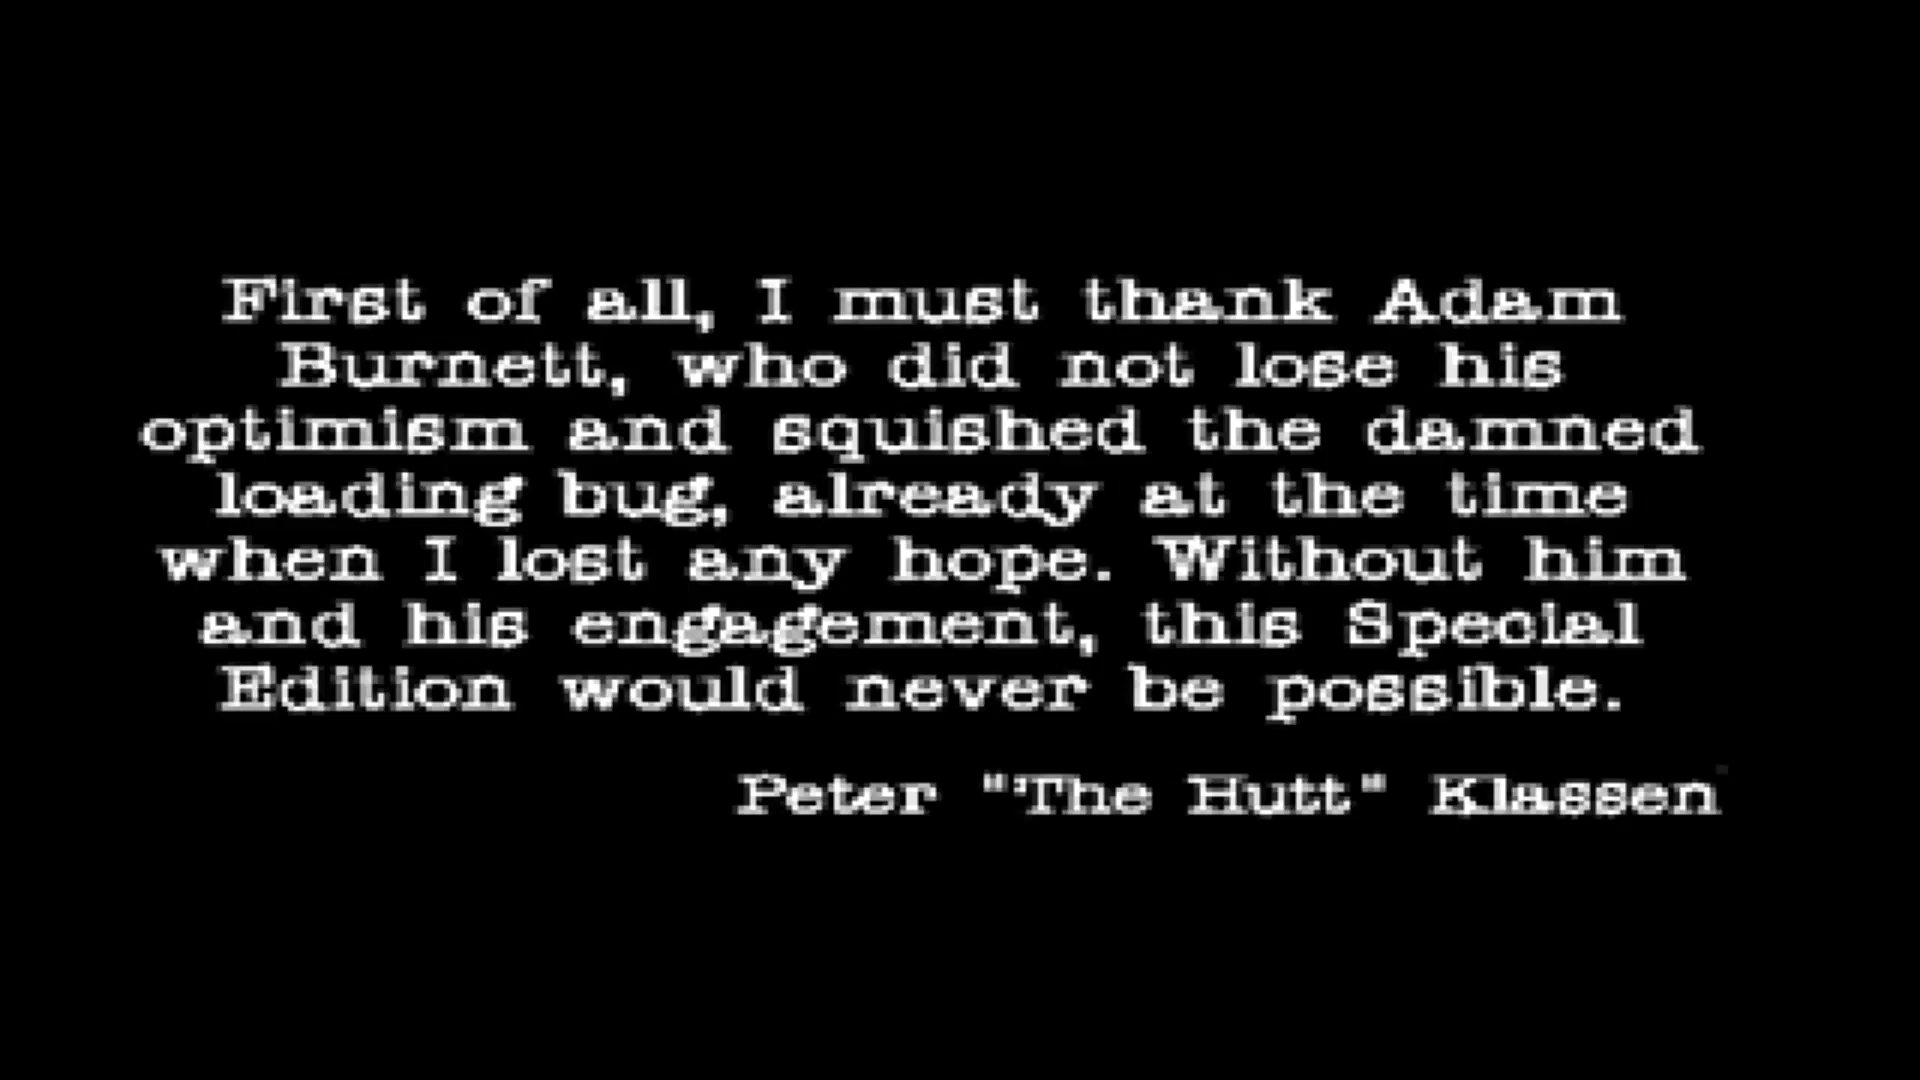 First of all, I must thank Adam
Burnett, who did not lose his
optimism and squished the damned
loading bug, already at the time
when I lost any hope. Without him
and his engagement, this Special
Edition would never be possible.
Peter "The Hutt" Klassen